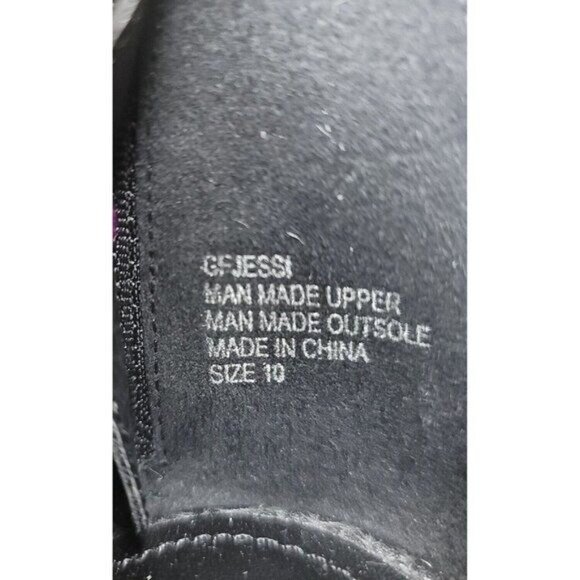 GFJESSI
MAN MADE UPPER
MAN MADE OUTSOLE
MADE IN CHINA
SIZE 10